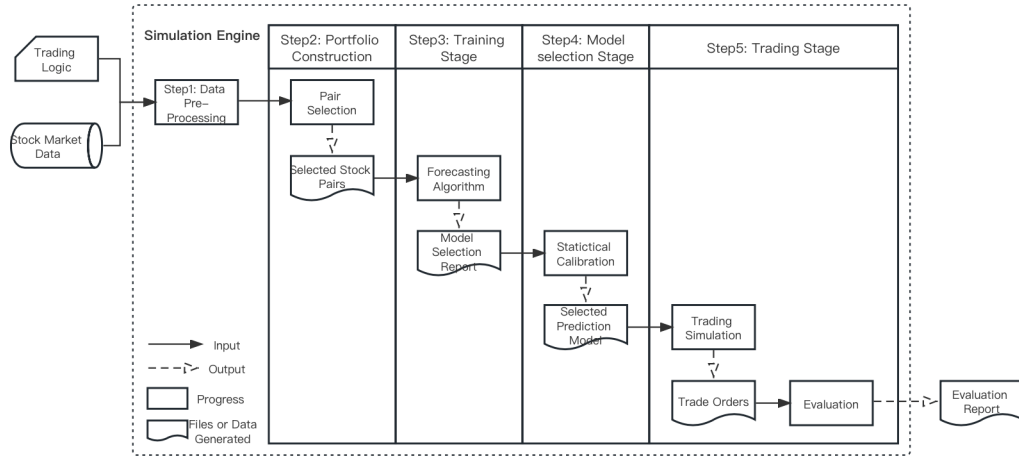 Simulation Engine
Step2: Portfolio
Construction
Step3: Training
Stage
Step4: Model
selection Stage
Step5: Trading Stage
Trading
Logic
Stock Market
Data
Step1: Data
Pre-
Processing
Pair
Selection
Selected Stock
Pairs
Forecasting
Algorithm
Model
Selection
Report
Statictical
Calibration
Selected
Prediction
Model
Trading
Simulation
Trade Orders
Evaluation
Evaluation
Report
Input
Output
Progress
Files or Data
Generated